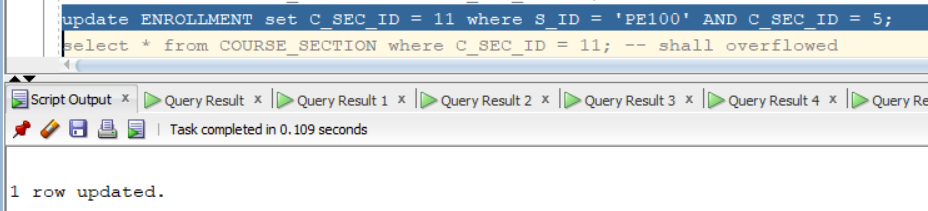 update ENROLLMENT set C_SEC_ID = 11 where S_ID = 'PE100' AND C_SEC_ID = 5;
select * from COURSE_SECTION where C_SEC_ID = 11; -- shall overflowed
Script Output x Query Result x Query Result 1 x Query Result 2 x Query Result 3 x Query Result 4 x Query Re
Task completed in 0.109 seconds
1 row updated.